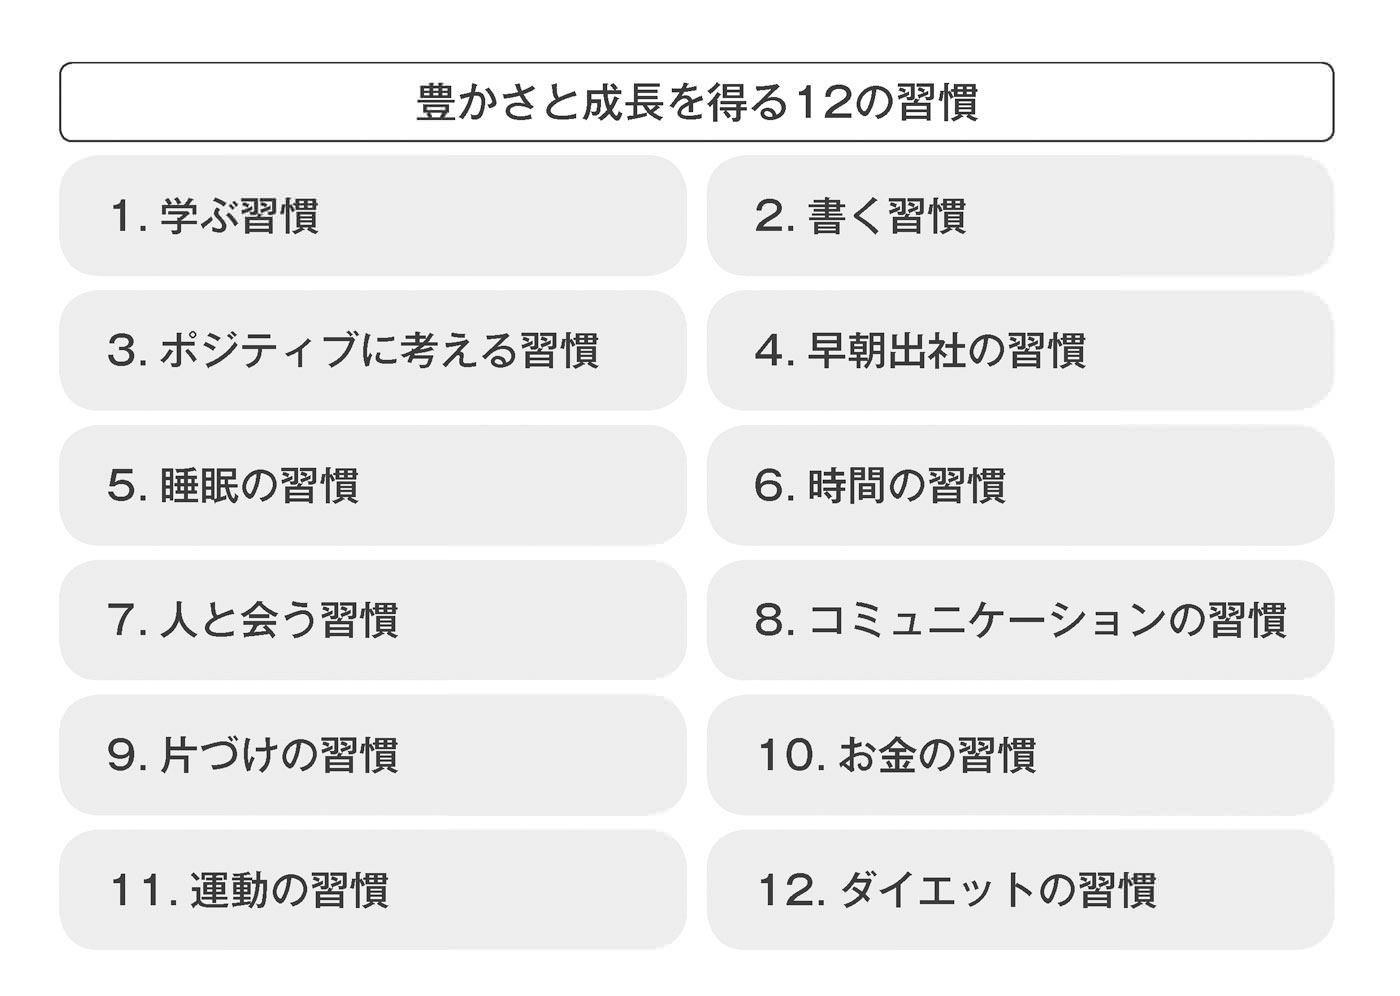 豊かさと成長を得る12の習慣
1. 学ぶ習慣
2. 書く習慣
3. ポジティブに考える習慣
4. 早朝出社の習慣
5. 睡眠の習慣
6. 時間の習慣
7. 人と会う習慣
8. コミュニケーションの習慣
9. 片づけの習慣
10. お金の習慣
11. 運動の習慣
12. ダイエットの習慣